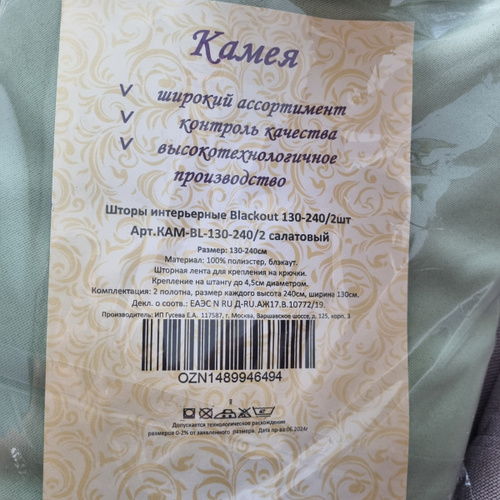 Камея
v широкий ассортимент
v контроль качества
v высокотехнологичное
производство
Шторы интерьерные Blackout 130-240/2шт
Арт.КАМ-BL-130-240/2 салатовый
Размер: 130-240см
Материал: 100% полиэстер, блэкаут.
Шторная лента для крепления на крючки.
Крепление на штангу до 4,5см диаметром.
Комплектация: 2 полотна, размер каждого высота 240см, ширина 130см.
Декл. о соотв.: ЕАЭС N RU Д-RU.АЖ17.В.10772/19.
Производитель: ИП Гусева Е.А. 117587, г. Москва, Варшавское шоссе, д. 125, корп. 3
OZN1489946494
Допускается технологическое расхождение
размеров 0-2% от заявленного размера. Дата пр-ва:06.2024г